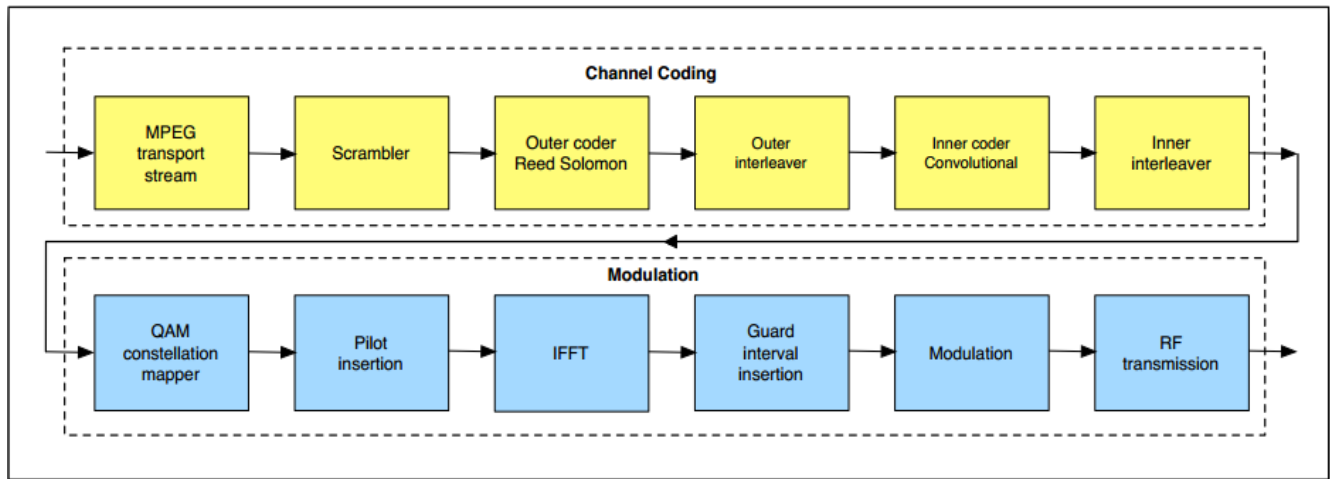 Channel Coding
MPEG
transport
stream
Scrambler
Outer coder
Reed Solomon
Outer
interleaver
Inner coder
Convolutional
Inner
interleaver
Modulation
QAM
constellation
mapper
Pilot
insertion
IFFT
Guard
interval
insertion
Modulation
RF
transmission